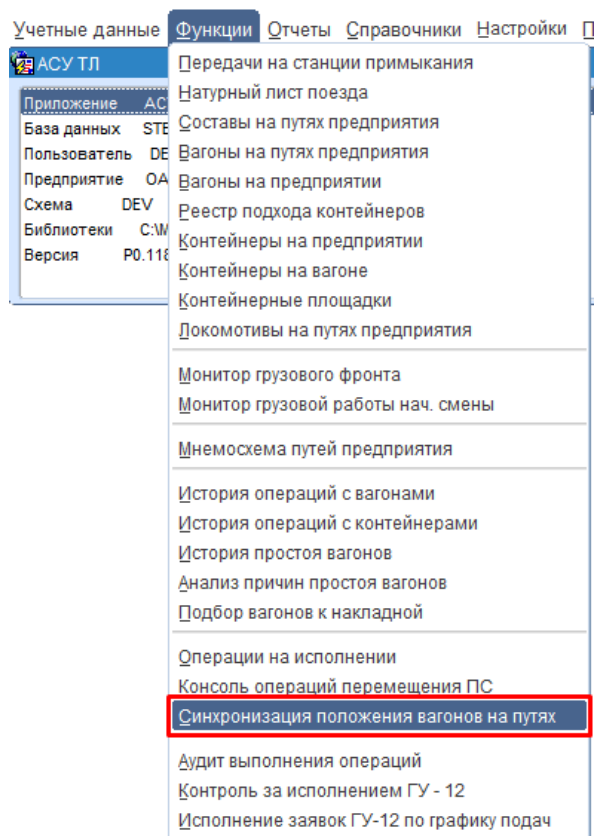 Учетные данные Функции Отчеты Справочники Настройки
АСУ ТЛ
Приложение
База данных
Пользователь
Предприятие
Схема DEV
Библиотеки
Версия
Передачи на станции примыкания
Натурный лист поезда
Составы на путях предприятия
Вагоны на путях предприятия
Вагоны на предприятии
Реестр подхода контейнеров
Контейнеры на предприятии
Контейнеры на вагоне
Контейнерные площадки
Локомотивы на путях предприятия
Монитор грузового фронта
Монитор грузовой работы нач. смены
Мнемосхема путей предприятия
История операций с вагонами
История операций с контейнерами
История простоя вагонов
Анализ причин простоя вагонов
Подбор вагонов к накладной
Операции на исполнении
Консоль операций перемещения ПС
Синхронизация положения вагонов на путях
Аудит выполнения операций
Контроль за исполнением ГУ - 12
Исполнение заявок ГУ-12 по графику подач